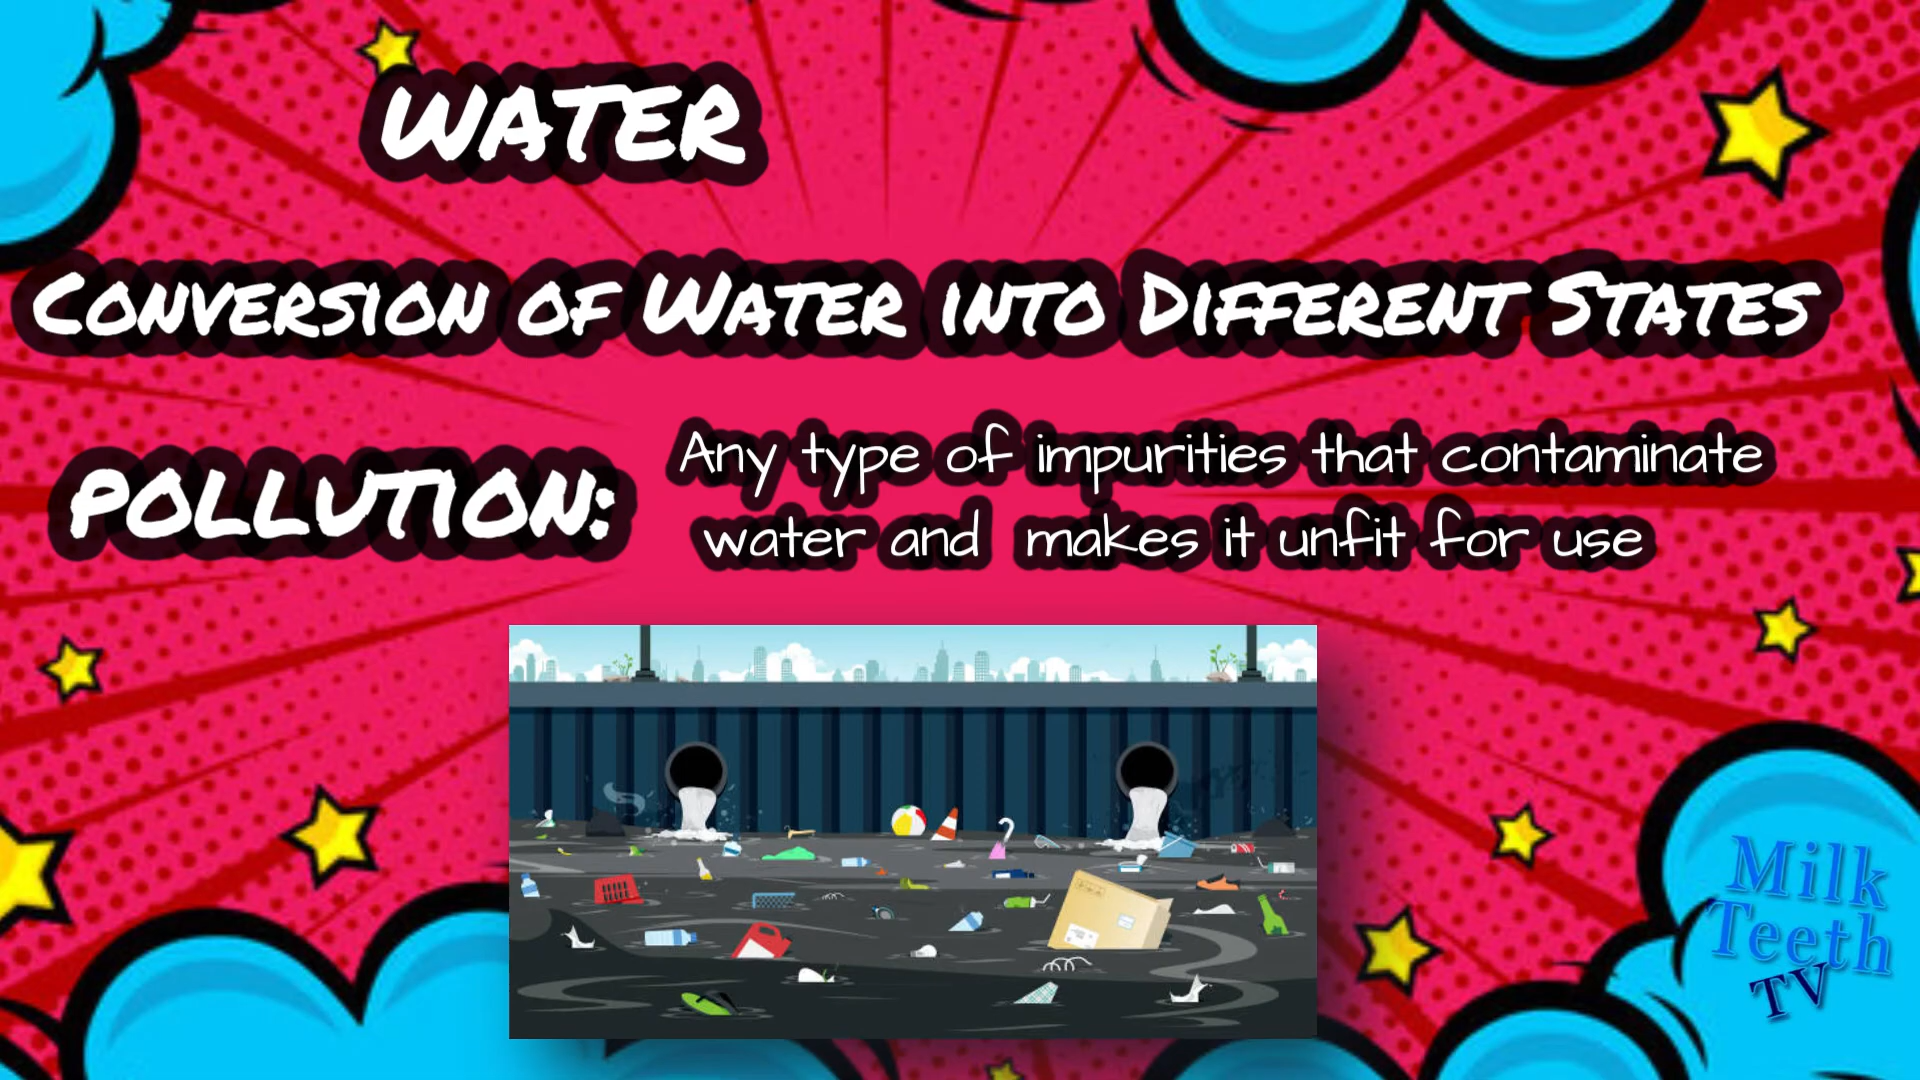 WATER
CONVERSION OF WATER INTO DIFFERENT STATES
POLLUTION:
Any type of impurities that contaminate
water and makes it unfit for use
Milk
Teeth
TV